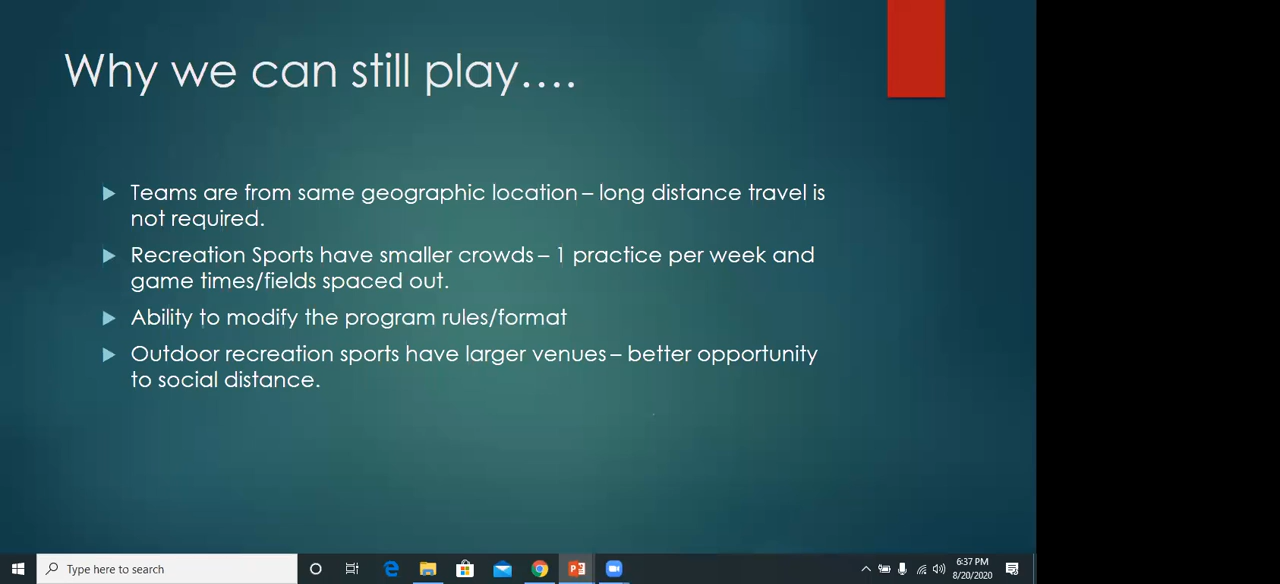 Why we can still play....
Teams are from same geographic location – long distance travel is
not required.
Recreation Sports have smaller crowds – 1 practice per week and
game times/fields spaced out.
Ability to modify the program rules/format
Outdoor recreation sports have larger venues – better opportunity
to social distance.
Type here to search
6:37 PM
8/20/2020